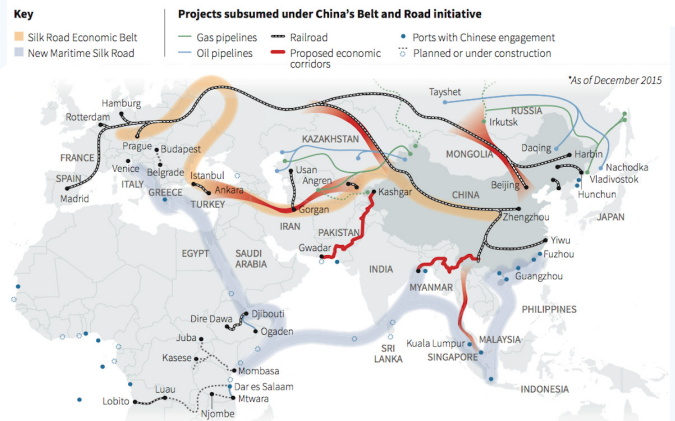 Key
Silk Road Economic Belt
New Maritime Silk Road
Projects subsumed under China's Belt and Road initiative
Gas pipelines
Oil pipelines
Railroad
Proposed economic
corridors
Ports with Chinese engagement
Planned or under construction
*As of December 2015
Tayshet
Hamburg
Rotterdam
RUSSIA
Irkutsk
Prague
Budapest
KAZAKHSTAN
Daqing
Harbin
FRANCE
MONGOLIA
Venice
Belgrade
Usan
Nachodka
SPAIN
ITALY
Istanbul
Angren
Vladivostok
Madrid
GREECE
Ankara
Kashgar
CHINA
Beijing
Hunchun
TURKEY
Gorgan
Zhengzhou
JAPAN
IRAN
PAKISTAN
Gwadar
Yiwu
EGYPT
SAUDI
ARABIA
INDIA
Fuzhou
Guangzhou
MYANMAR
PHILIPPINES
Djibouti
Dire Dawa
Ogaden
Juba
Kuala Lumpur
MALAYSIA
SRI
LANKA
SINGAPORE
Kasese
Mombasa
Luau
Dar es Salaam
INDONESIA
Lobito
Mtwara
Njombe